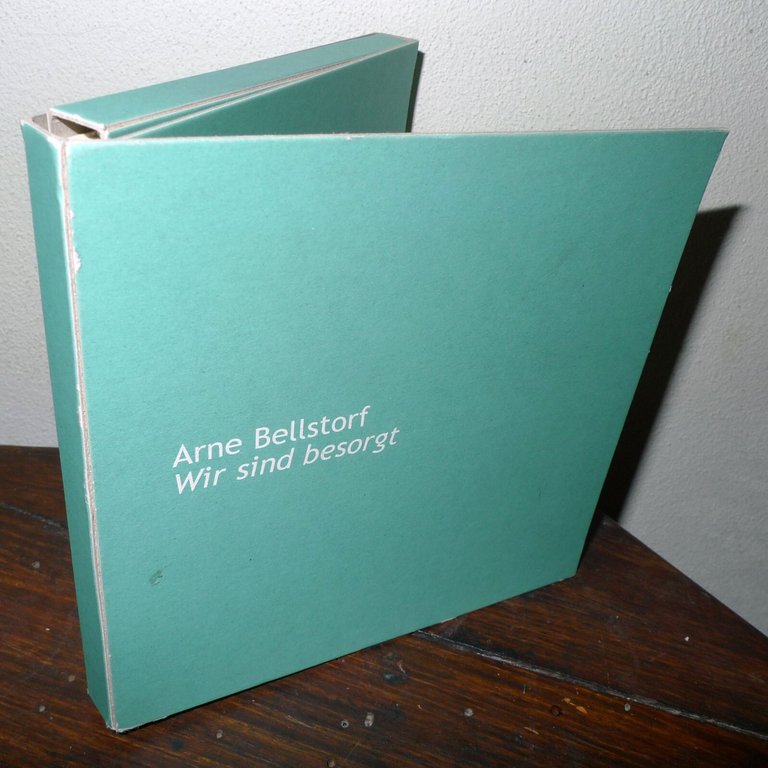 Arne Bellstorf
Wir sind besorgt